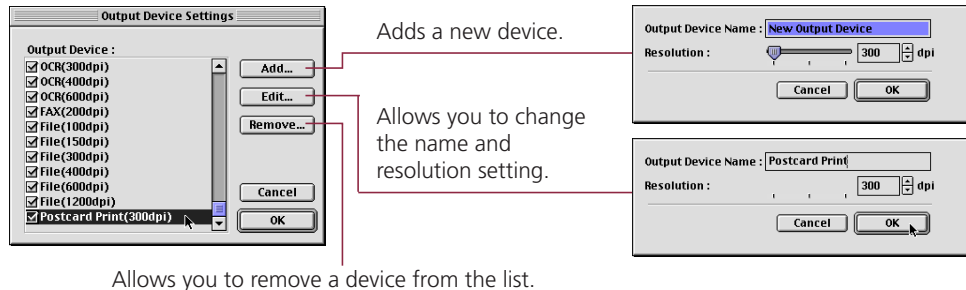 Output Device Settings
Output Device :
OCR(300dpi)
OCR(400dpi)
OCR(600dpi)
FAX(200dpi)
File(100dpi)
File(150dpi)
File(300dpi)
File(400dpi)
File(600dpi)
File(1200dpi)
Postcard Print(300dpi)
Add...
Edit...
Remove...
Cancel
OK
Adds a new device.
Allows you to change
the name and
resolution setting.
Allows you to remove a device from the list.
Output Device Name : New Output Device
Resolution : 300 dpi
Cancel OK
Output Device Name : Postcard Print
Resolution : 300 dpi
Cancel OK